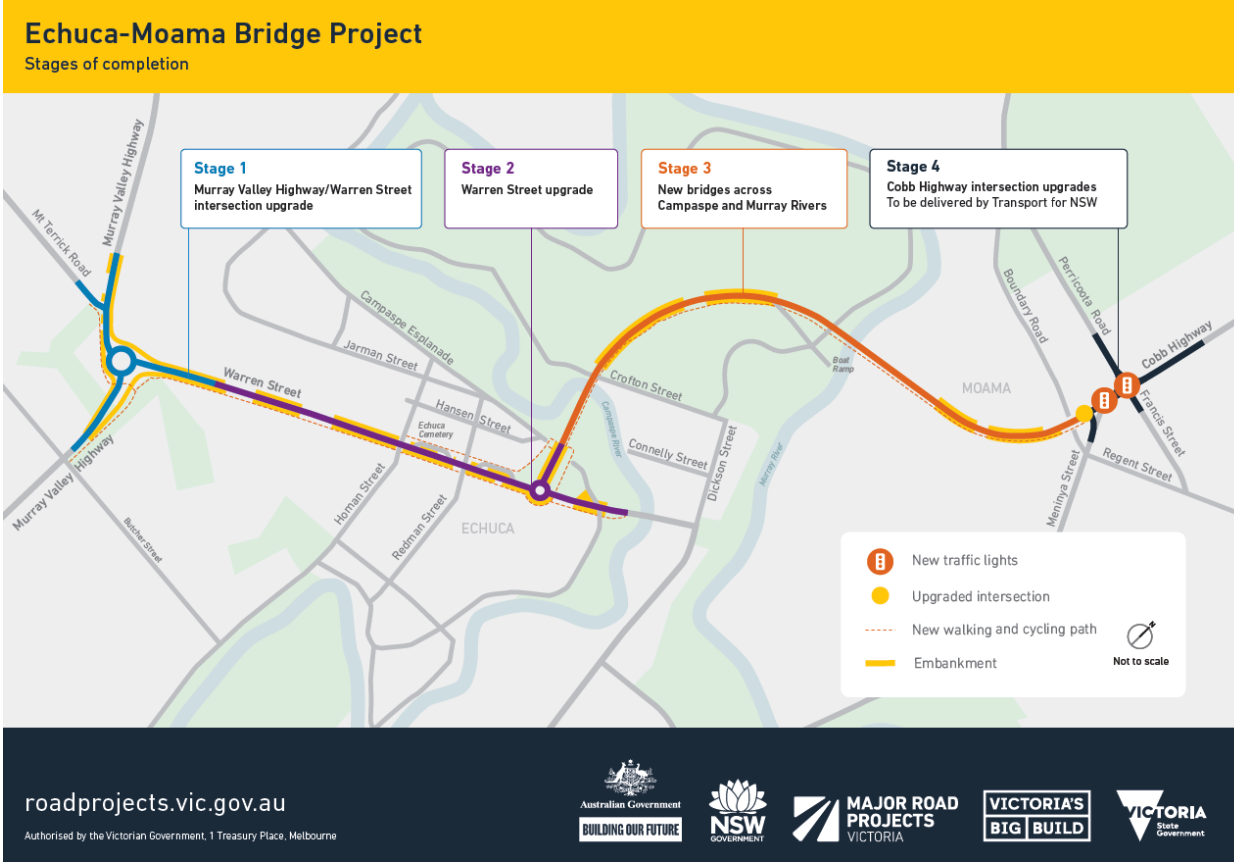 Echuca-Moama Bridge Project
Stages of completion
Stage 1
Murray Valley Highway/Warren Street
intersection upgrade
Stage 2
Warren Street upgrade
Stage 3
New bridges across
Campaspe and Murray Rivers
Stage 4
Cobb Highway intersection upgrades
To be delivered by Transport for NSW
Murray Valley Highway
Mt Terrick Road
Campaspe Esplanade
Jarman Street
Warren Street
Hansen Street
Echuca
Cemetery
Homan Street
Redman Street
ECHUCA
Murray Valley Highway
Butcher Street
Crofton Street
Campaspe River
Connelly Street
Dickson Street
Murray River
Boat
Ramp
MOAMA
Boundary Road
Perricoota Road
Cobb Highway
Francis Street
Regent Street
Meninya Street
New traffic lights
Upgraded intersection
New walking and cycling path
Embankment
N
Not to scale
roadprojects.vic.gov.au
Authorised by the Victorian Government, 1 Treasury Place, Melbourne
Australian Government
BUILDING OUR FUTURE
NSW
GOVERNMENT
MAJOR ROAD
PROJECTS
VICTORIA
VICTORIA'S
BIG BUILD
VICTORIA
State
Government